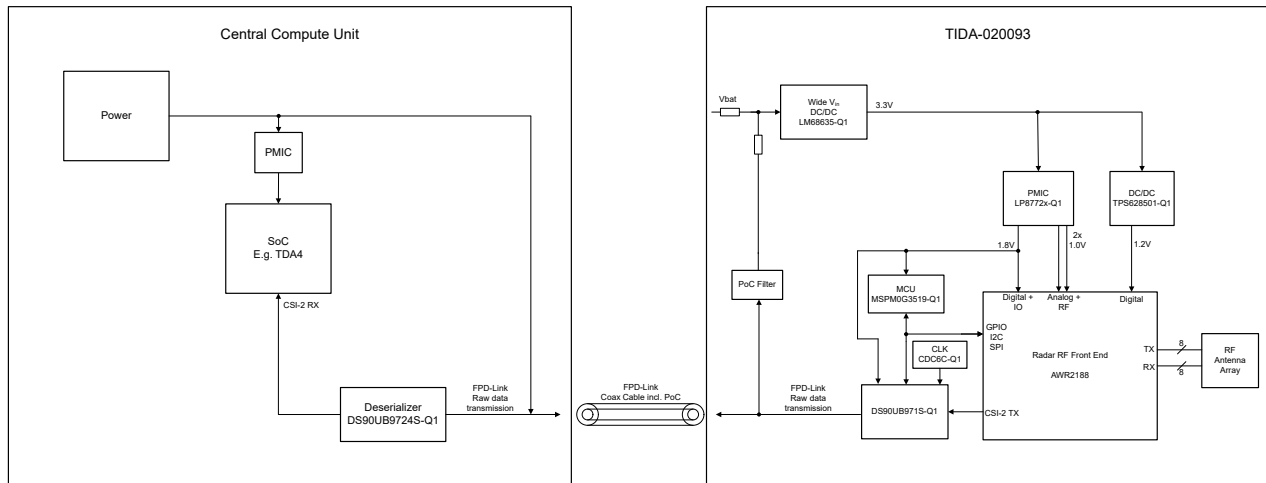 Central Compute Unit
Power
PMIC
SoC
E.g. TDA4
CSI-2 RX
Deserializer
DS90UB9724S-Q1
FPD-Link
Raw data
transmission
FPD-Link
Coax Cable incl. PoC
TIDA-020093
Vbat
Wide Vin
DC/DC
LM68635-Q1
3.3V
PMIC
LP8772x-Q1
DC/DC
TPS628501-Q1
1.8V
2x
1.0V
1.2V
PoC Filter
MCU
MSPM0G3519-Q1
CLK
CDC6C-Q1
FPD-Link
Raw data
transmission
DS90UB971S-Q1
Digital +
IO
Analog +
RF
Digital
GPIO
I2C
SPI
Radar RF Front End
AWR2188
CSI-2 TX
TX
RX
8
8
RF
Antenna
Array